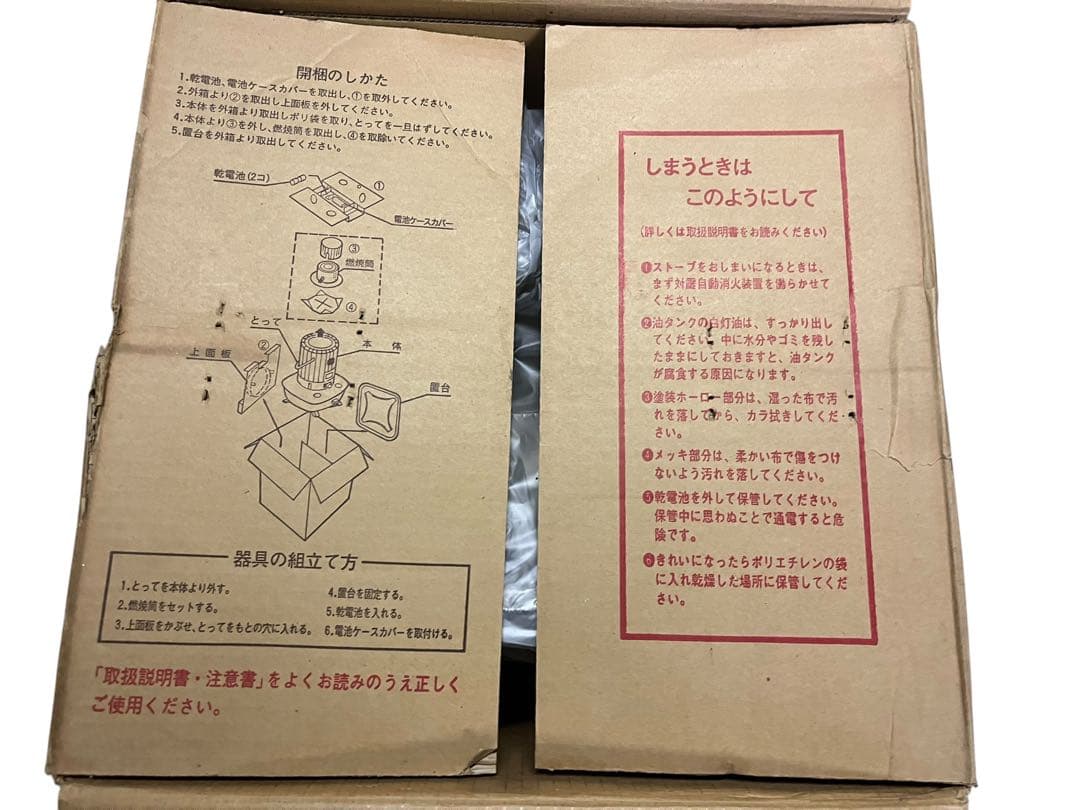 開梱のしかた
1.乾電池、電池ケースカバーを取出し、①を取外してください。
2.外箱より②を取出し上面板を外してください。
3.本体を外箱より取出しポリ袋を取り、とってを一旦はずしてください。
4.本体より③を外し、燃焼筒を取出し、④を取除いてください。
5.置台を外箱より取出してください。
乾電池(2コ)
①
電池ケースカバー
③
燃焼筒
④
とって
本体
②
上面板
置台
器具の組立て方
1.とってを本体より外す。
2.燃焼筒をセットする。
3.上面板をかぶせ、とってをもとの穴に入れる。
4.置台を固定する。
5.乾電池を入れる。
6.電池ケースカバーを取付ける。
「取扱説明書・注意書」をよくお読みのうえ正しく
ご使用ください。
しまうときは
このようにして
(詳しくは取扱説明書をお読みください)
❶ストーブをおしまいになるときは、
まず対震自動消火装置を働らかせて
ください。
❷油タンクの白灯油は、すっかり出し
てください。中に水分やゴミを残し
たままにしておきますと、油タンク
が腐食する原因になります。
❸塗装ホーロー部分は、湿った布で汚
れを落してから、カラ拭きしてくだ
さい。
❹メッキ部分は、柔かい布で傷をつけ
ないよう汚れを落してください。
❺乾電池を外して保管してください。
保管中に思わぬことで通電すると危
険です。
❻きれいになったらポリエチレンの袋
に入れ乾燥した場所に保管してくだ
さい。